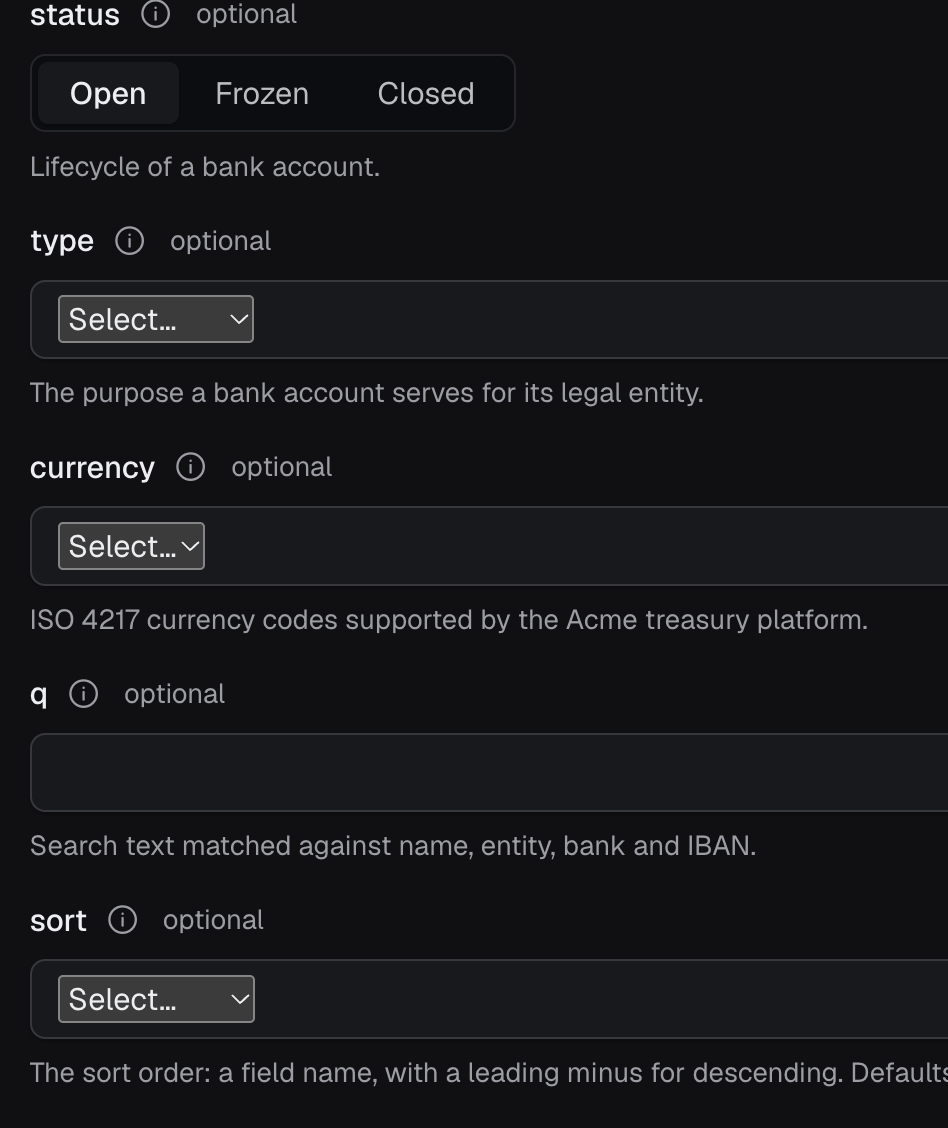 status optional
Open Frozen Closed
Lifecycle of a bank account.
type optional
Select...
The purpose a bank account serves for its legal entity.
currency optional
Select...
ISO 4217 currency codes supported by the Acme treasury platform.
q optional
Search text matched against name, entity, bank and IBAN.
sort optional
Select...
The sort order: a field name, with a leading minus for descending. Defaults